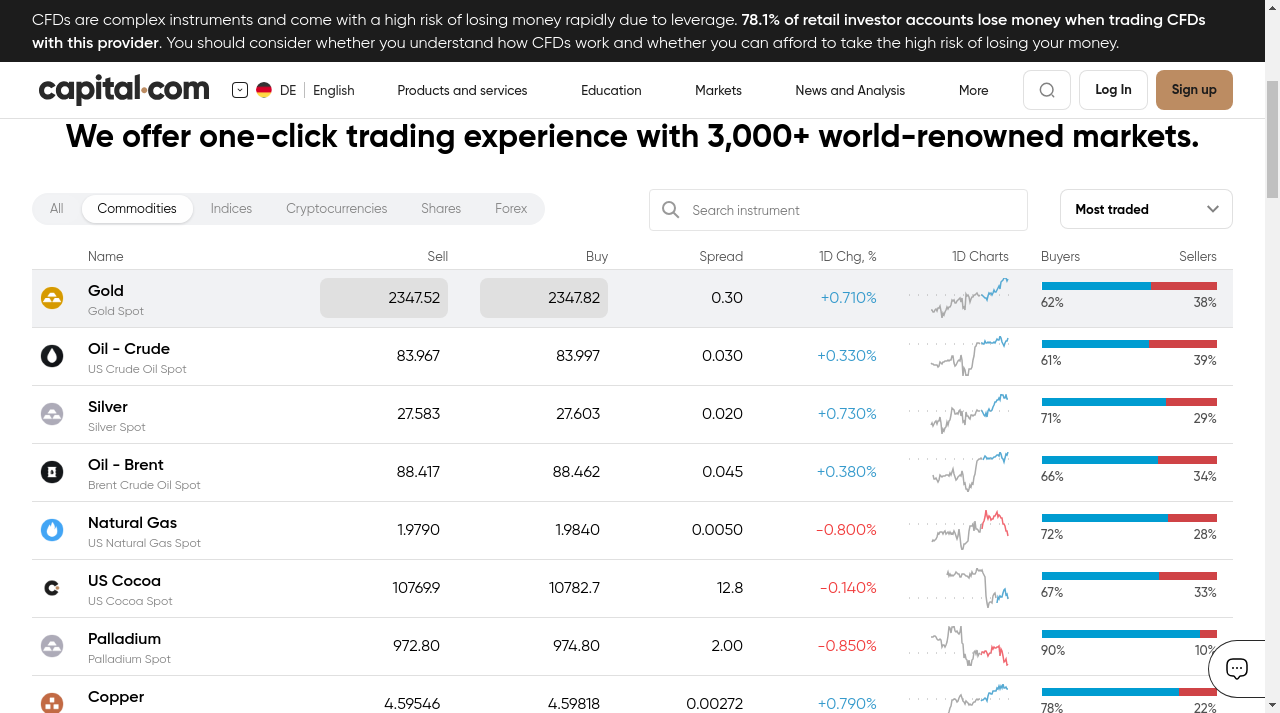 CFDs are complex instruments and come with a high risk of losing money rapidly due to leverage. 78.1% of retail investor accounts lose money when trading CFDs
with this provider. You should consider whether you understand how CFDs work and whether you can afford to take the high risk of losing your money.
capital.com DE English Products and services Education Markets News and Analysis More Log In Sign up
We offer one-click trading experience with 3,000+ world-renowned markets.
All Commodities Indices Cryptocurrencies Shares Forex Search instrument Most traded
Name Sell Buy Spread 1D Chg, % 1D Charts Buyers Sellers
Gold 2347.52 2347.82 0.30 +0.710%
Gold Spot 62% 38%
Oil - Crude 83.967 83.997 0.030 +0.330%
US Crude Oil Spot 61% 39%
Silver 27.583 27.603 0.020 +0.730%
Silver Spot 71% 29%
Oil - Brent 88.417 88.462 0.045 +0.380%
Brent Crude Oil Spot 66% 34%
Natural Gas 1.9790 1.9840 0.0050 -0.800%
US Natural Gas Spot 72% 28%
US Cocoa 10769.9 10782.7 12.8 -0.140%
US Cocoa Spot 67% 33%
Palladium 972.80 974.80 2.00 -0.850%
Palladium Spot 90% 10%
Copper 4.59546 4.59818 0.00272 +0.790%
78% 22%